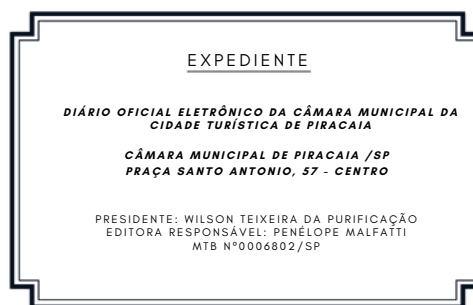 EXPEDIENTE
DIÁRIO OFICIAL ELETRÔNICO DA CÂMARA MUNICIPAL DA
CIDADE TURÍSTICA DE PIRACAIA
CÂMARA MUNICIPAL DE PIRACAIA /SP
PRAÇA SANTO ANTONIO, 57 - CENTRO
PRESIDENTE: WILSON TEIXEIRA DA PURIFICAÇÃO
EDITORA RESPONSÁVEL: PENÉLOPE MALFATTI
MTB Nº0006802/SP